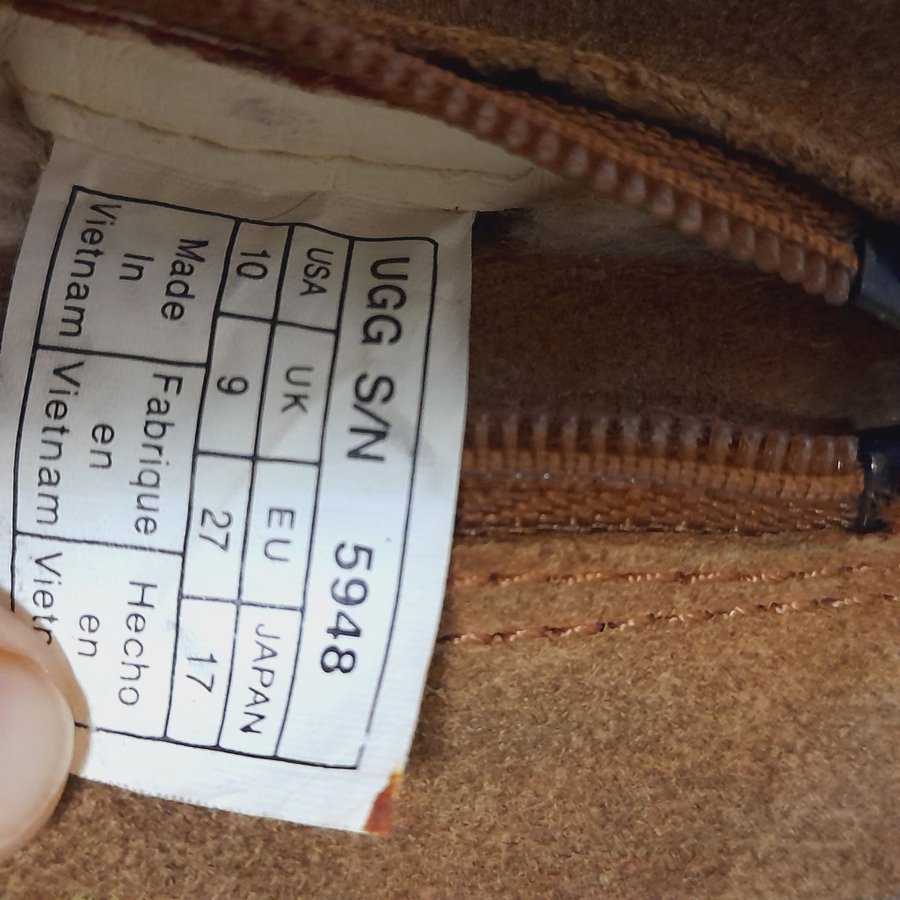 UGG S/N 5948
USA UK EU JAPAN
10 9 27 17
Made Fabrique Hecho
In en en
Vietnam Vietnam